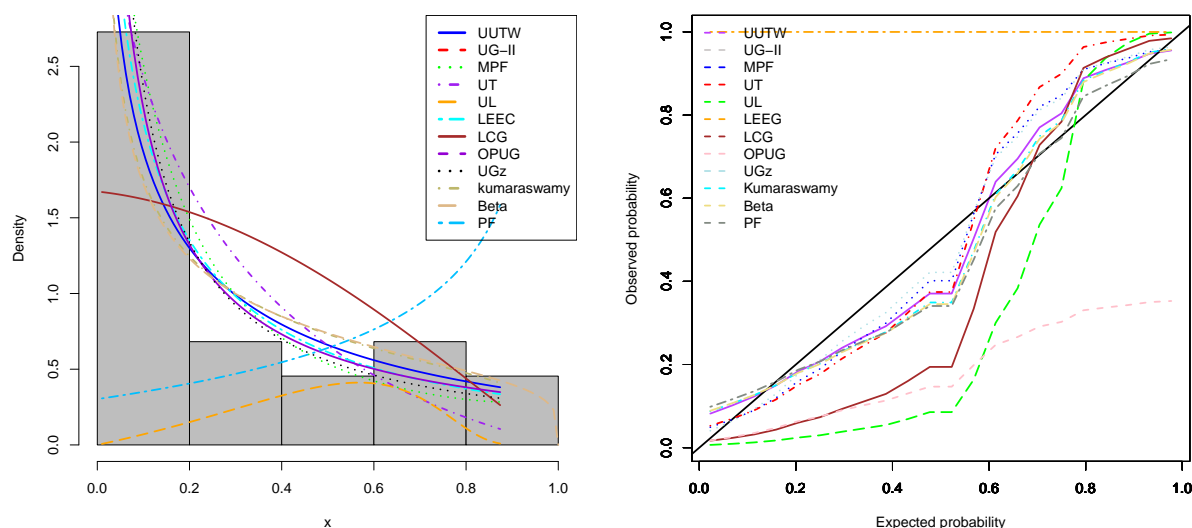 UUTW
UG-II
MPF
UT
UL
LEEC
LCG
OPUG
UGz
kumaraswamy
Beta
PF
Density
0.0
0.5
1.0
1.5
2.0
2.5
0.0 0.2 0.4 0.6 0.8 1.0
x
UUTW
UG-II
MPF
UT
UL
LEEG
LCG
OPUG
UGz
Kumaraswamy
Beta
PF
Observed probability
0.0
0.2
0.4
0.6
0.8
1.0
0.0 0.2 0.4 0.6 0.8 1.0
Expected probability